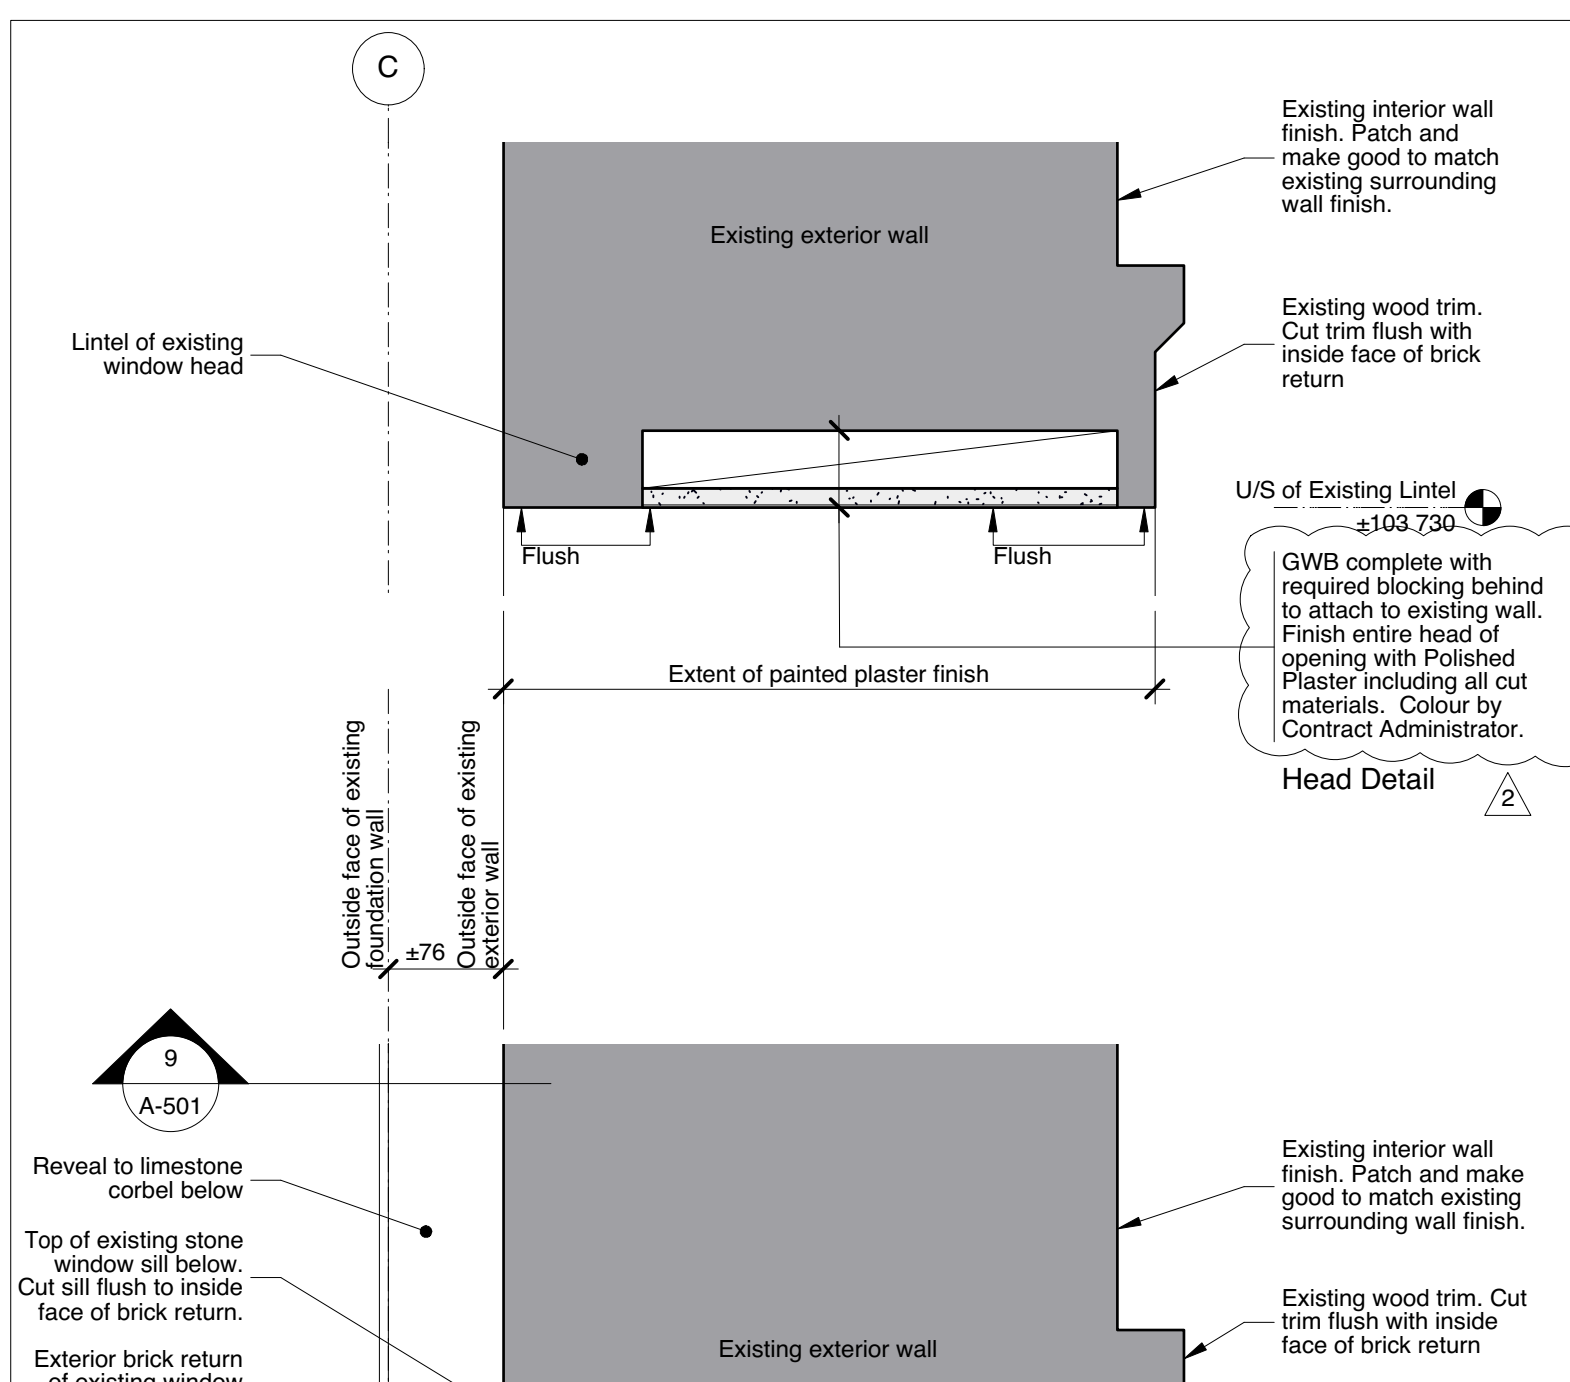 C
Existing interior wall
finish. Patch and
make good to match
existing surrounding
wall finish.
Existing exterior wall
Existing wood trim.
Cut trim flush with
inside face of brick
return
Lintel of existing
window head
U/S of Existing Lintel
±103 730
Flush
Flush
GWB complete with
required blocking behind
to attach to existing wall.
Finish entire head of
opening with Polished
Plaster including all cut
materials. Colour by
Contract Administrator.
Extent of painted plaster finish
Head Detail
2
Outside face of existing
foundation wall
Outside face of existing
exterior wall
±76
9
A-501
Reveal to limestone
corbel below
Existing interior wall
finish. Patch and make
good to match existing
surrounding wall finish.
Top of existing stone
window sill below.
Cut sill flush to inside
face of brick return.
Existing wood trim. Cut
trim flush with inside
face of brick return
Existing exterior wall
Exterior brick return
of existing window